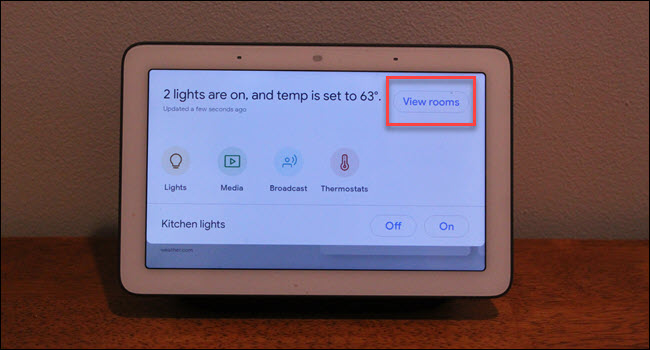 2 lights are on, and temp is set to 63°.
View rooms
Updated a few seconds ago
Lights Media Broadcast Thermostats
Kitchen lights Off On
weather.com